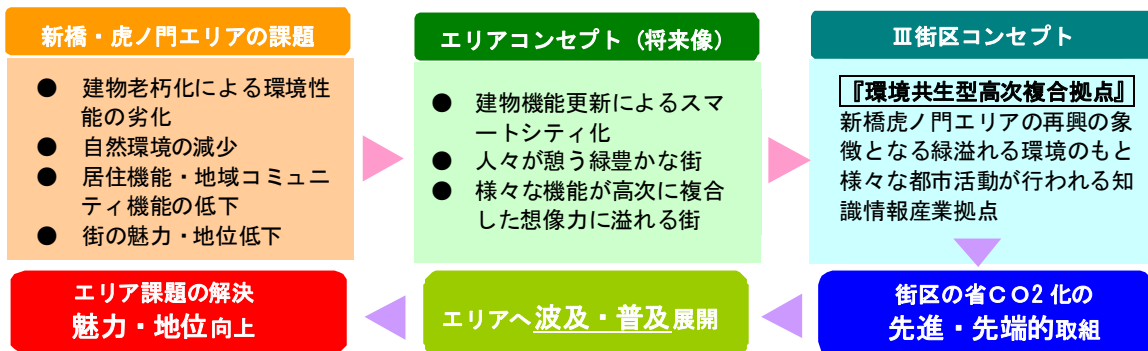 新橋・虎ノ門エリアの課題
● 建物老朽化による環境性
能の劣化
● 自然環境の減少
● 居住機能・地域コミュニ
ティ機能の低下
● 街の魅力・地位低下
エリアコンセプト（将来像）
● 建物機能更新によるスマ
ートシティ化
● 人々が憩う緑豊かな街
● 様々な機能が高次に複合
した想像力に溢れる街
Ⅲ街区コンセプト
『環境共生型高次複合拠点』
新橋虎ノ門エリアの再興の象
徴となる緑溢れる環境のもと
様々な都市活動が行われる知
識情報産業拠点
街区の省ＣＯ2 化の
先進・先端的取組
エリアへ波及・普及展開
エリア課題の解決
魅力・地位向上